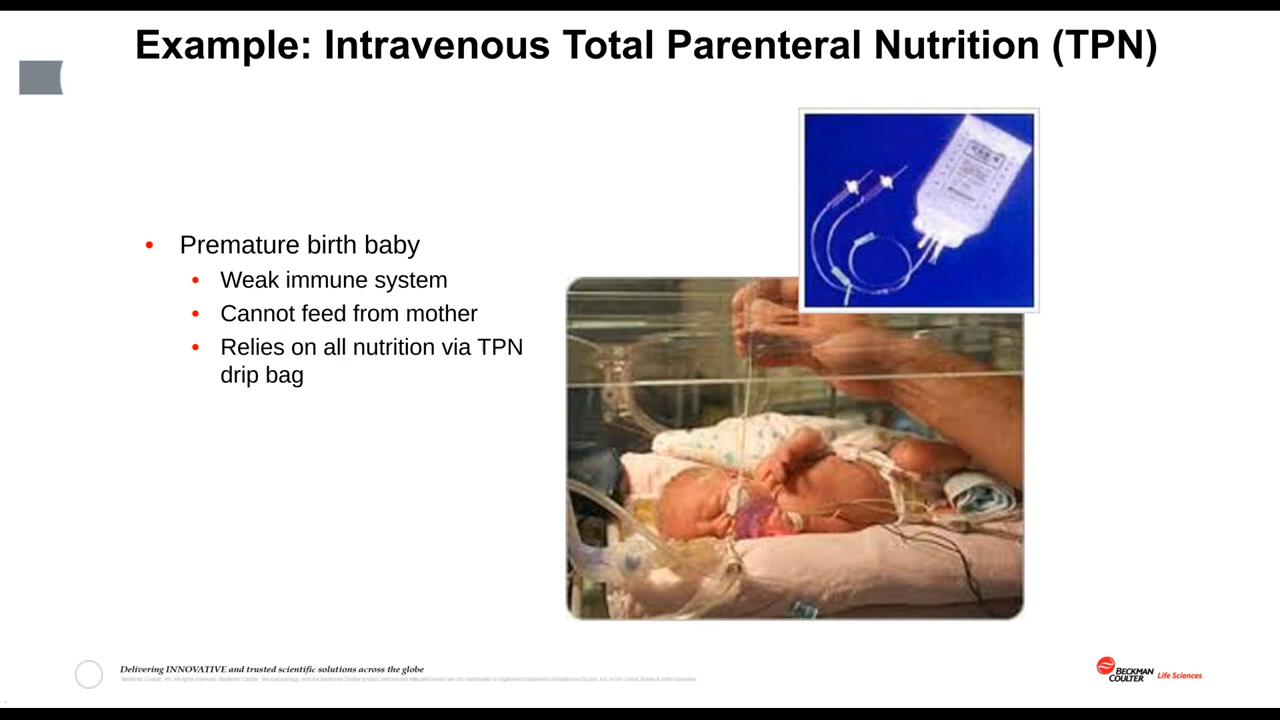 Example: Intravenous Total Parenteral Nutrition (TPN)
• Premature birth baby
• Weak immune system
• Cannot feed from mother
• Relies on all nutrition via TPN
drip bag
Delivering INNOVATIVE and trusted scientific solutions across the globe
BECKMAN
COULTER Life Sciences